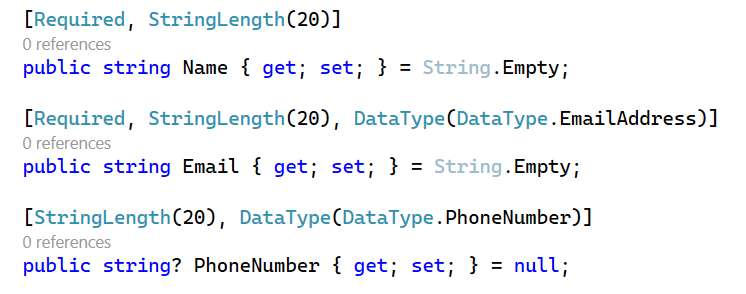 [Required, StringLength(20)]
0 references
public string Name { get; set; } = String.Empty;
[Required, StringLength(20), DataType(DataType.EmailAddress)]
0 references
public string Email { get; set; } = String.Empty;
[StringLength(20), DataType(DataType.PhoneNumber)]
0 references
public string? PhoneNumber { get; set; } = null;